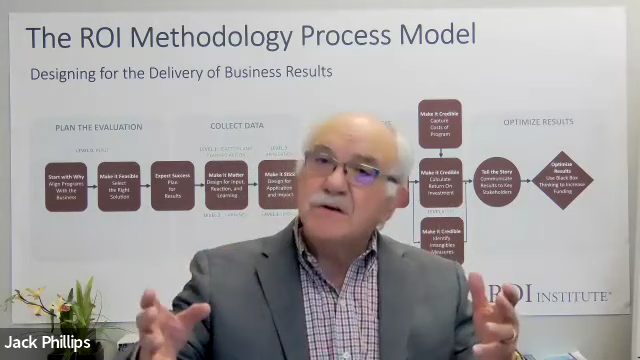 The ROI Methodology Process Model
Designing for the Delivery of Business Results
PLAN THE EVALUATION
COLLECT DATA
OPTIMIZE RESULTS
Start with Why
Align Programs
With the
Business
Make it Feasible
Select
the Right
Solution
Expect Success
Plan
for
Results
Make it Matter
Design for Input,
Reaction, and
Learning
Make it Stick
Design for
Application
and Impact
Make it Credible
Capture
Costs of
Program
Make it Credible
Calculate
Return On
Investment
Make it Credible
Identify
Intangibles
Measures
Tell the Story
Communicate
Results to Key
Stakeholders
Optimize
Results
Use Black Box
Thinking to Increase
Funding
ROI INSTITUTE
Jack Phillips